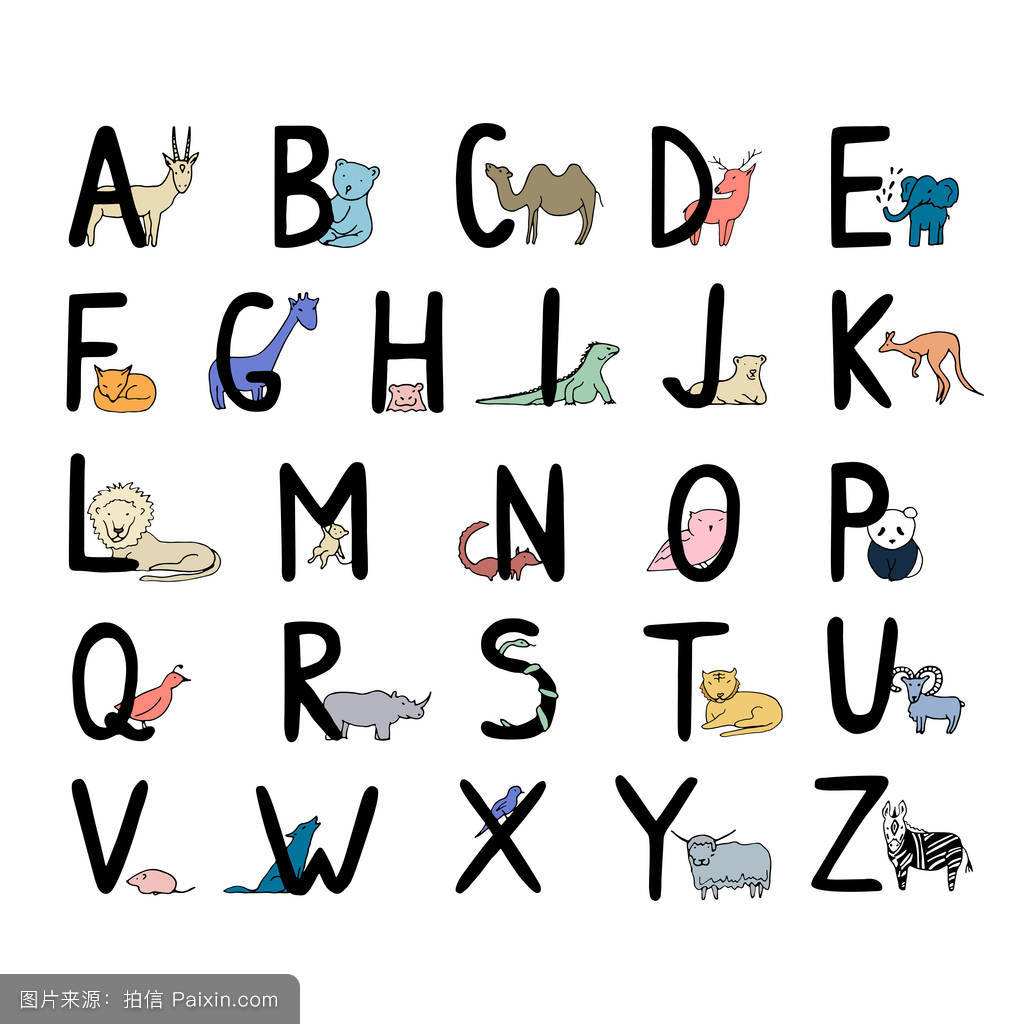 A B C D E
F G H I J K
L M N O P
Q R S T U
V W X Y Z
图片来源：拍信 Paixin.com